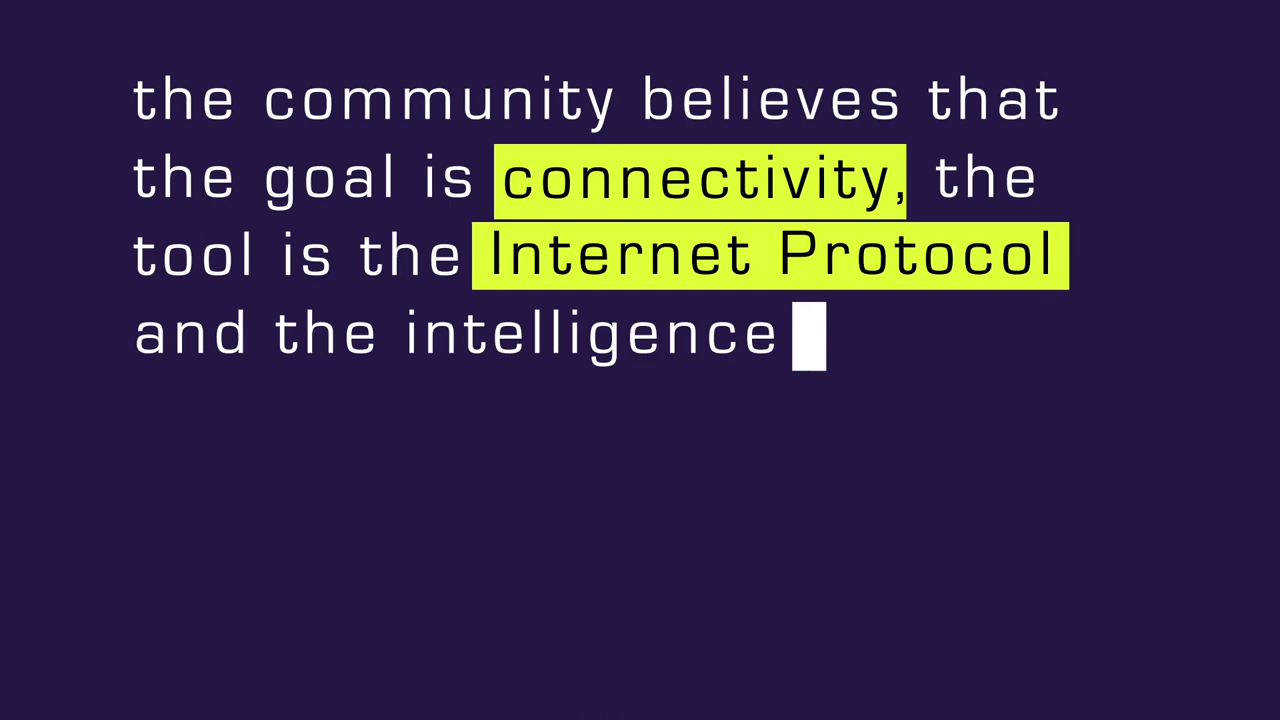 the community believes that
the goal is connectivity, the
tool is the Internet Protocol
and the intelligence